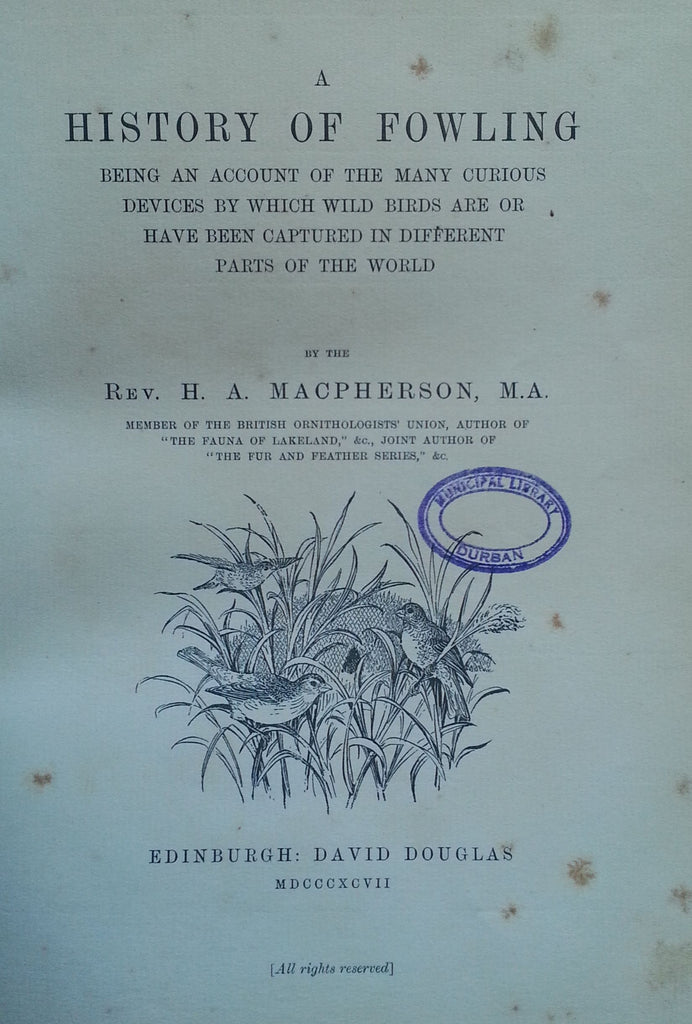 A
HISTORY OF FOWLING
BEING AN ACCOUNT OF THE MANY CURIOUS
DEVICES BY WHICH WILD BIRDS ARE OR
HAVE BEEN CAPTURED IN DIFFERENT
PARTS OF THE WORLD
BY THE
REV. H. A. MACPHERSON, M.A.
MEMBER OF THE BRITISH ORNITHOLOGISTS' UNION, AUTHOR OF
"THE FAUNA OF LAKELAND," &c., JOINT AUTHOR OF
"THE FUR AND FEATHER SERIES," &c.
MUNICIPAL LIBRARY
DURBAN
EDINBURGH: DAVID DOUGLAS
MDCCCXCVII
[All rights reserved]